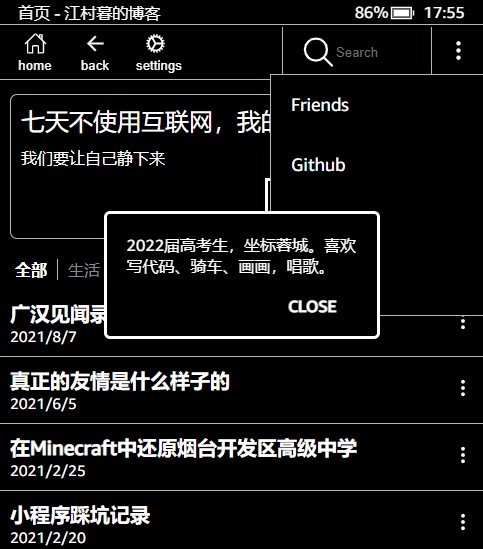 首页 - 江村暮的博客
86% 17:55
home back settings
Search
Friends
七天不使用互联网，我的
我们要让自己静下来
Github
2022届高考生，坐标蓉城。喜欢
写代码、骑车、画画，唱歌。
CLOSE
全部 生活
广汉见闻录
2021/8/7
真正的友情是什么样子的
2021/6/5
在Minecraft中还原烟台开发区高级中学
2021/2/25
小程序踩坑记录
2021/2/20